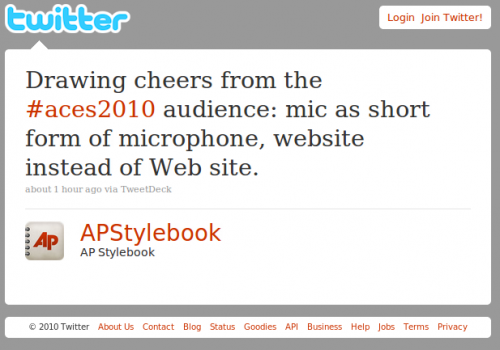 twitter
Login Join Twitter!
Drawing cheers from the
#aces2010 audience: mic as short
form of microphone, website
instead of Web site.
about 1 hour ago via TweetDeck
AP
APStylebook
AP Stylebook
© 2010 Twitter About Us Contact Blog Status Goodies API Business Help Jobs Terms Privacy